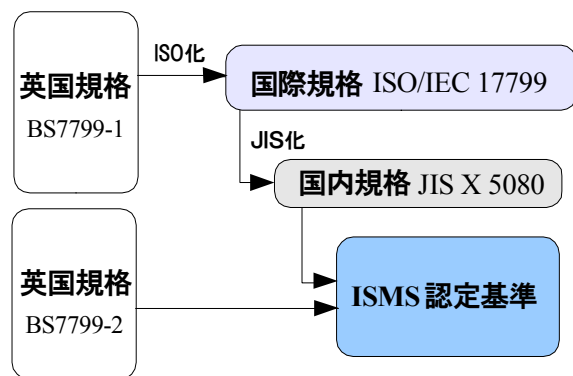 ISO化
英国規格
BS7799-1
国際規格 ISO/IEC 17799
JIS化
国内規格 JIS X 5080
英国規格
BS7799-2
ISMS 認定基準